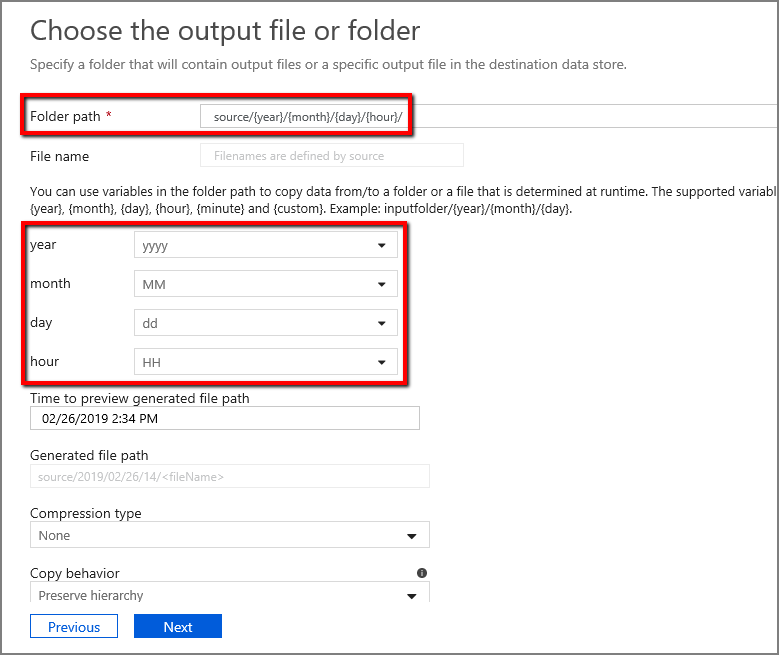 Choose the output file or folder
Specify a folder that will contain output files or a specific output file in the destination data store.
Folder path * source/{year}/{month}/{day}/{hour}/
File name Filenames are defined by source
You can use variables in the folder path to copy data from/to a folder or a file that is determined at runtime. The supported variabl
{year}, {month}, {day}, {hour}, {minute} and {custom}. Example: inputfolder/{year}/{month}/{day}.
year yyyy
month MM
day dd
hour HH
Time to preview generated file path
02/26/2019 2:34 PM
Generated file path
source/2019/02/26/14/<fileName>
Compression type
None
Copy behavior
Preserve hierarchy
Previous Next